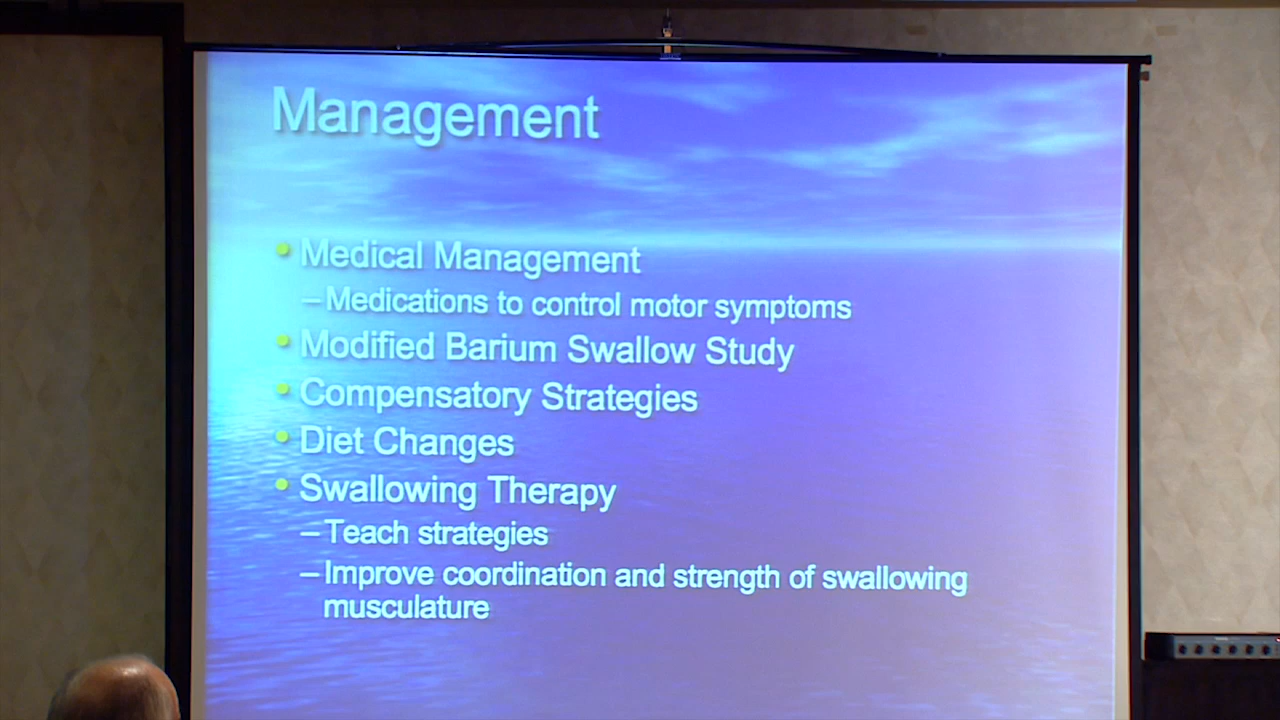 Management
• Medical Management
– Medications to control motor symptoms
• Modified Barium Swallow Study
• Compensatory Strategies
• Diet Changes
• Swallowing Therapy
– Teach strategies
– Improve coordination and strength of swallowing
musculature